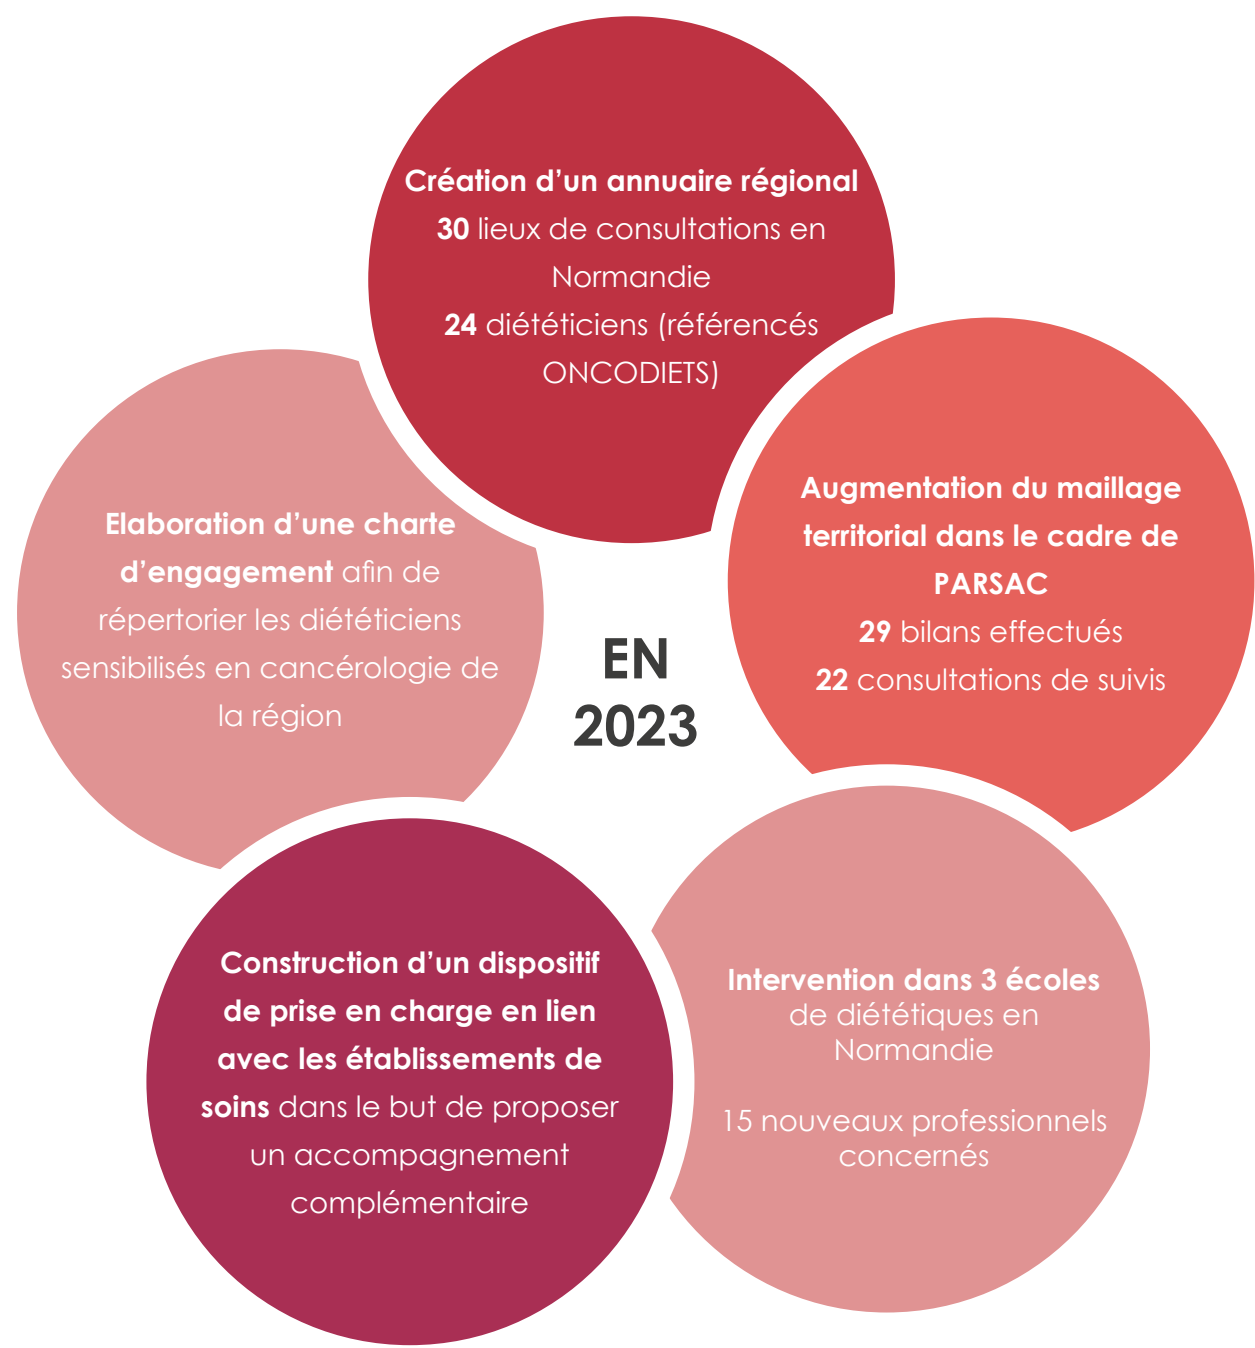 Création d’un annuaire régional
30 lieux de consultations en
Normandie
24 diététiciens (référencés
ONCODIETS)
Augmentation du maillage
territorial dans le cadre de
PARSAC
29 bilans effectués
22 consultations de suivis
Elaboration d’une charte
d’engagement afin de
répertorier les diététiciens
sensibilisés en cancérologie de
la région
EN
2023
Construction d’un dispositif
de prise en charge en lien
avec les établissements de
soins dans le but de proposer
un accompagnement
complémentaire
Intervention dans 3 écoles
de diététiques en
Normandie
15 nouveaux professionnels
concernés